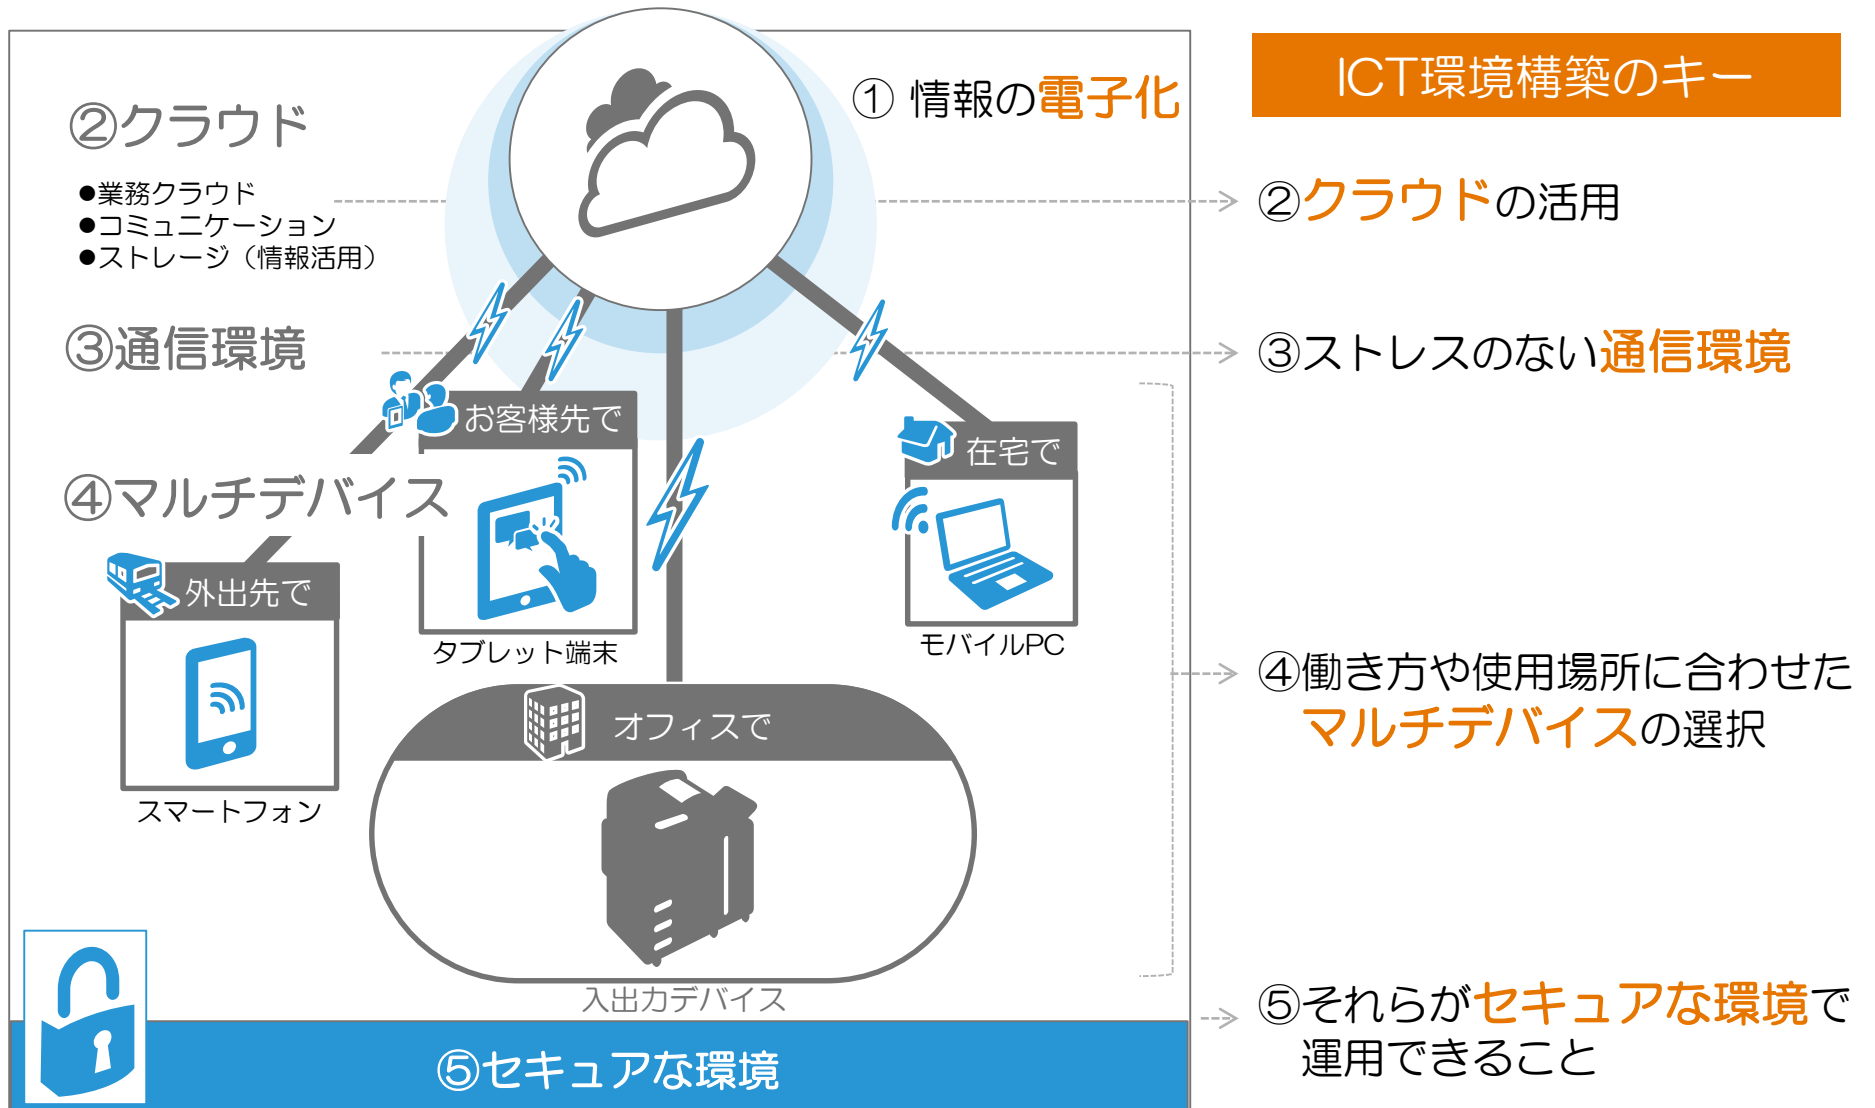 ① 情報の電子化
ICT環境構築のキー
②クラウド
●業務クラウド
●コミュニケーション
●ストレージ（情報活用）
②クラウドの活用
③通信環境
③ストレスのない通信環境
お客様先で
在宅で
④マルチデバイス
外出先で
タブレット端末
モバイルPC
④働き方や使用場所に合わせた
マルチデバイスの選択
オフィスで
スマートフォン
入出力デバイス
⑤それらがセキュアな環境で
運用できること
⑤セキュアな環境